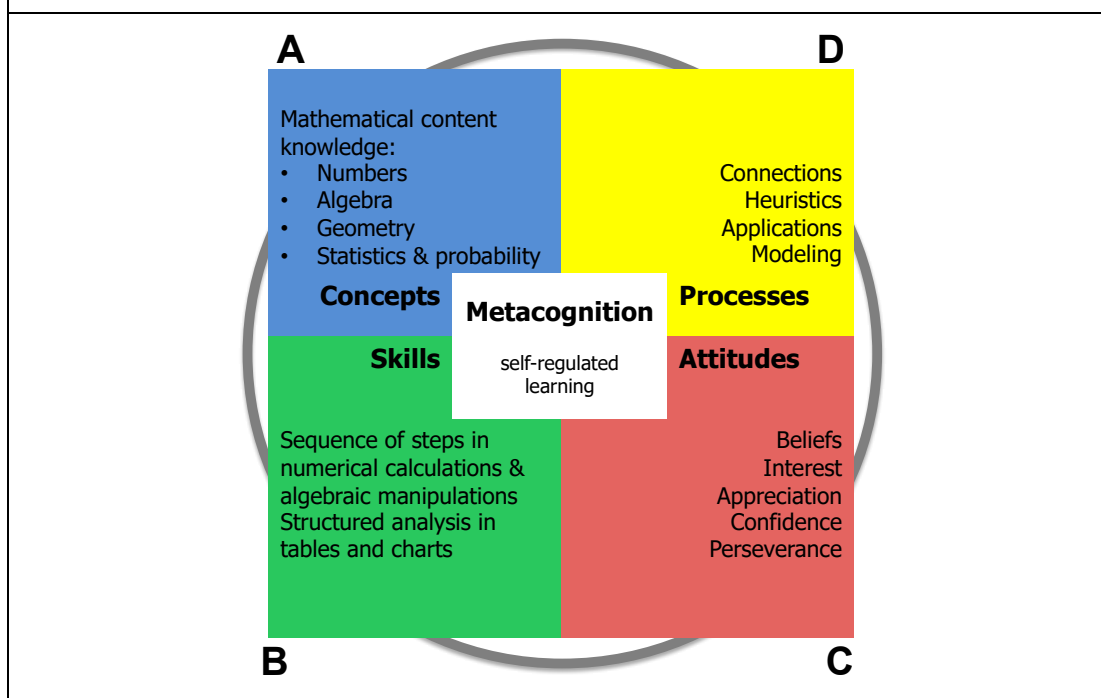 A
D
Mathematical content
knowledge:
• Numbers
• Algebra
• Geometry
• Statistics & probability
Concepts
Connections
Heuristics
Applications
Modeling
Processes
Metacognition
self-regulated
learning
Skills
Sequence of steps in
numerical calculations &
algebraic manipulations
Structured analysis in
tables and charts
Attitudes
Beliefs
Interest
Appreciation
Confidence
Perseverance
B
C